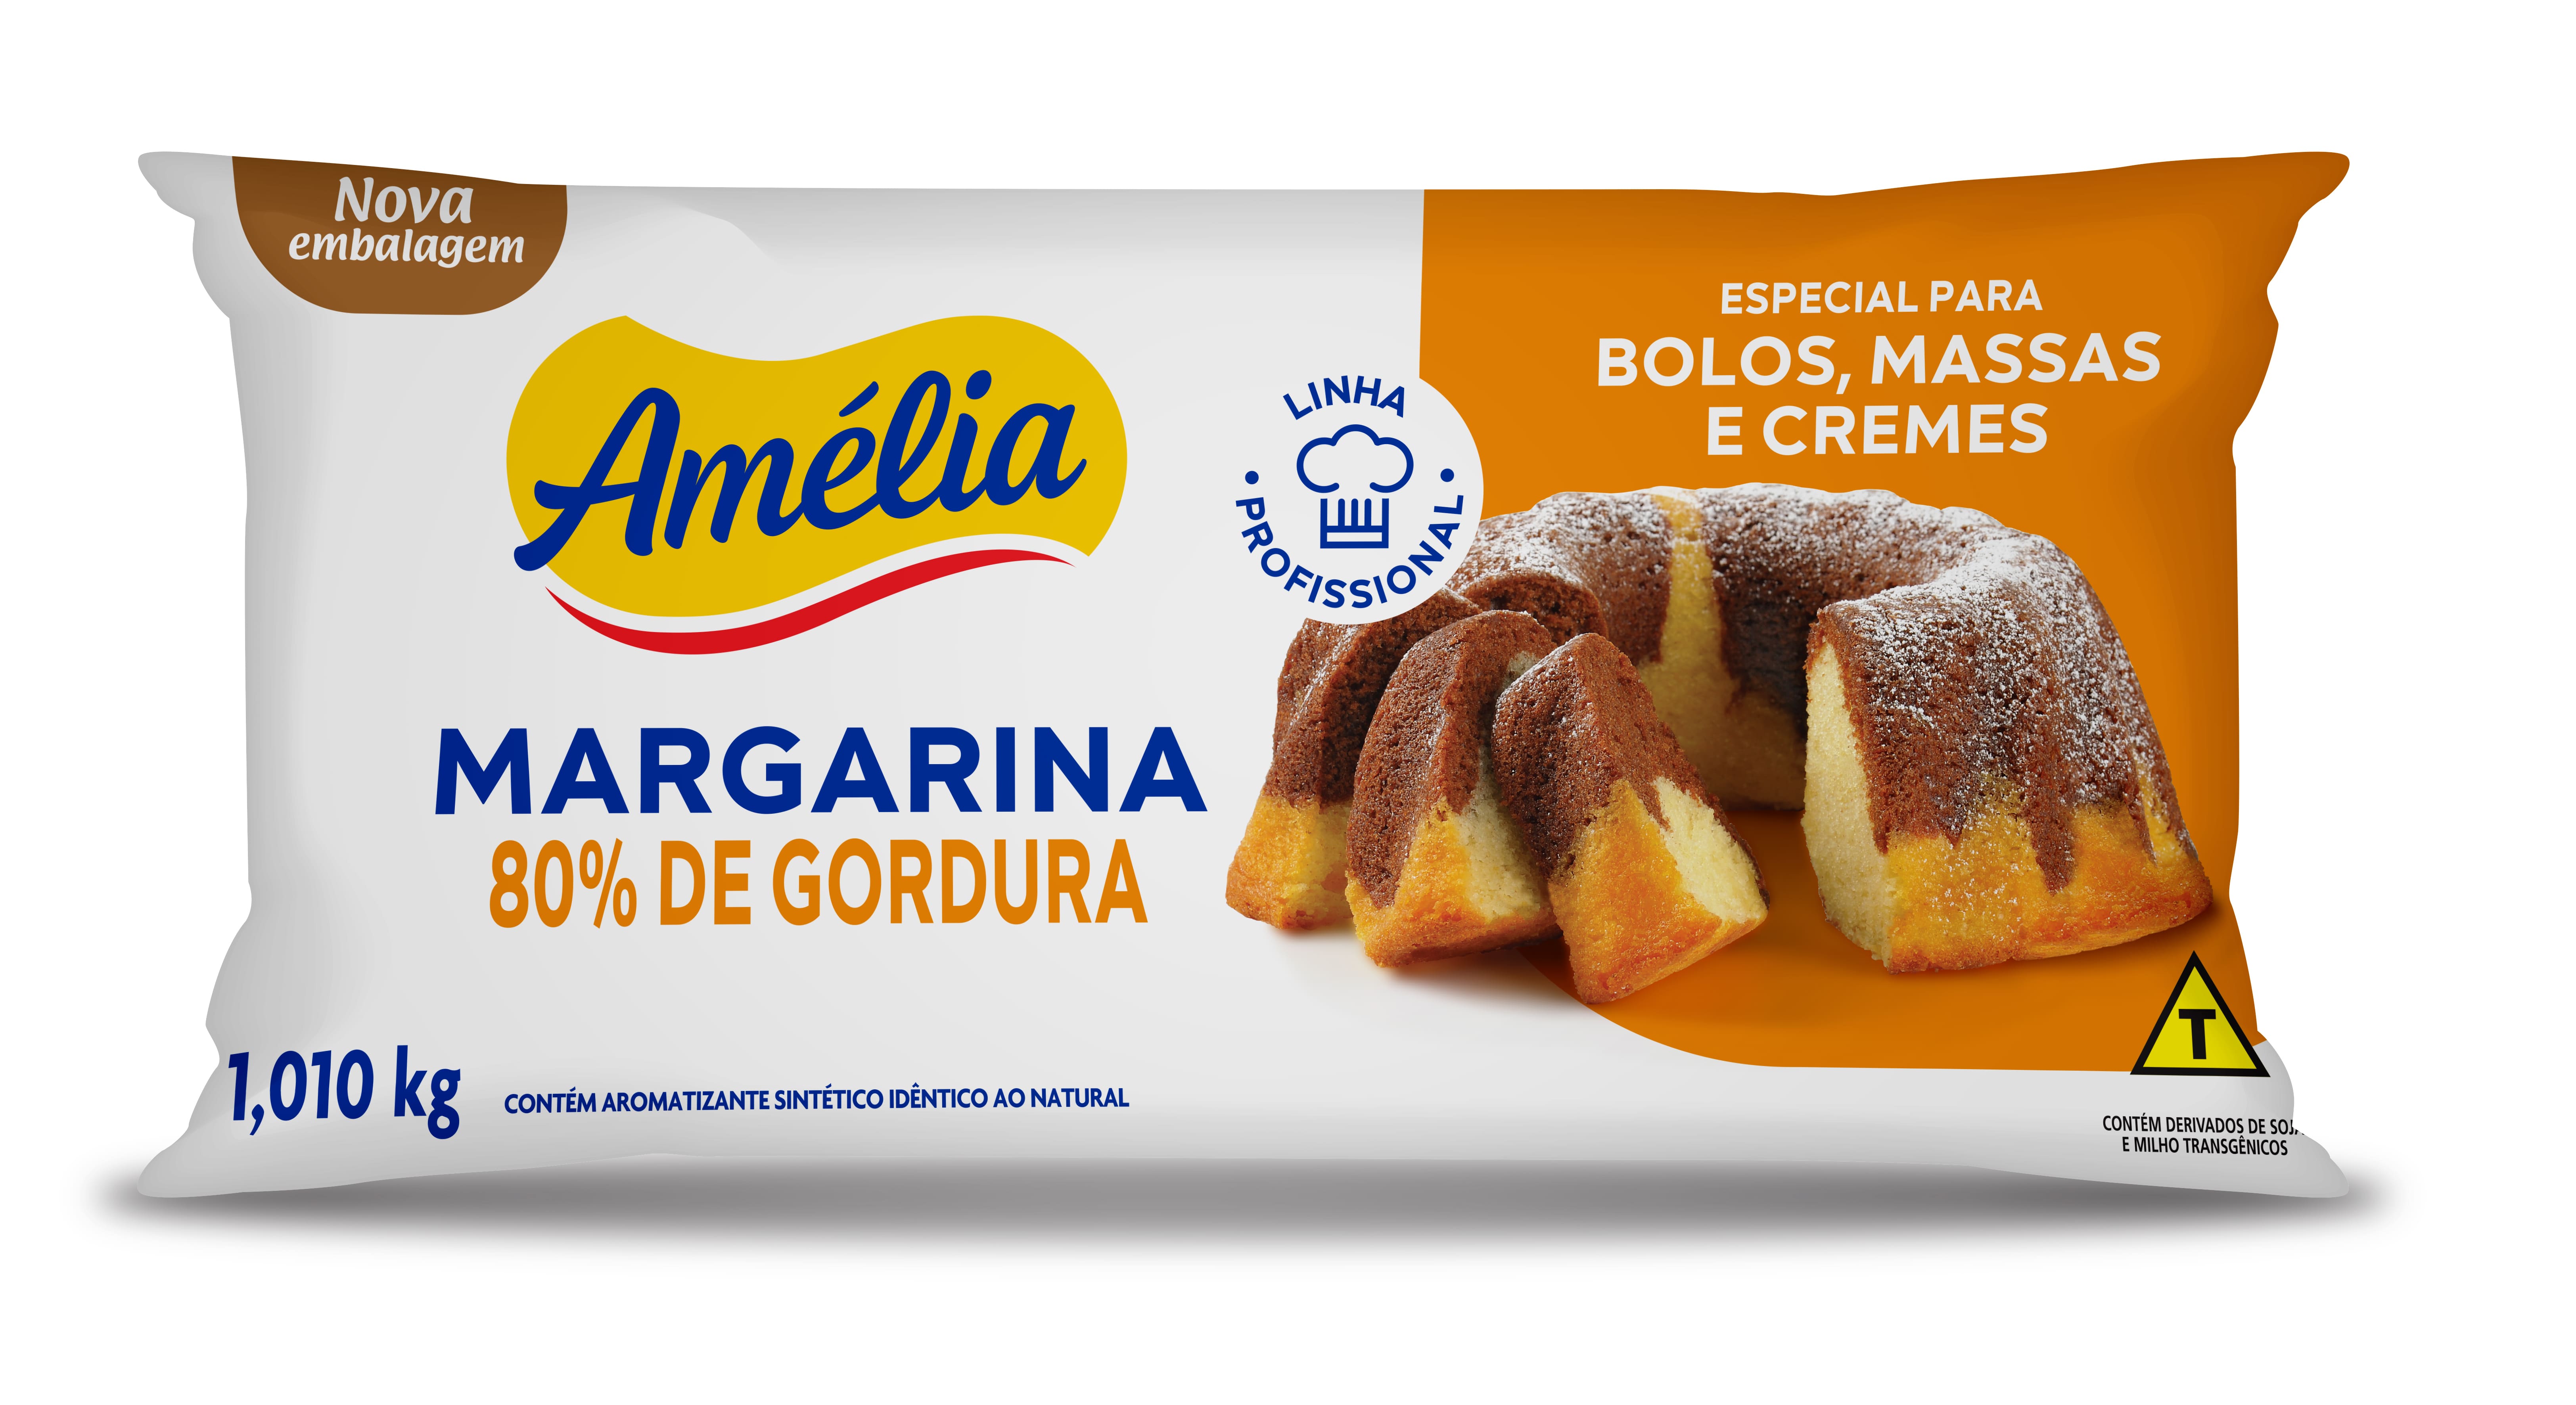 Nova
embalagem
Amélia
LINHA
PROFISSIONAL
ESPECIAL PARA
BOLOS, MASSAS
E CREMES
MARGARINA
80% DE GORDURA
1,010 kg
CONTÉM AROMATIZANTE SINTÉTICO IDÊNTICO AO NATURAL
T
CONTÉM DERIVADOS DE SOJA
E MILHO TRANSGÊNICOS